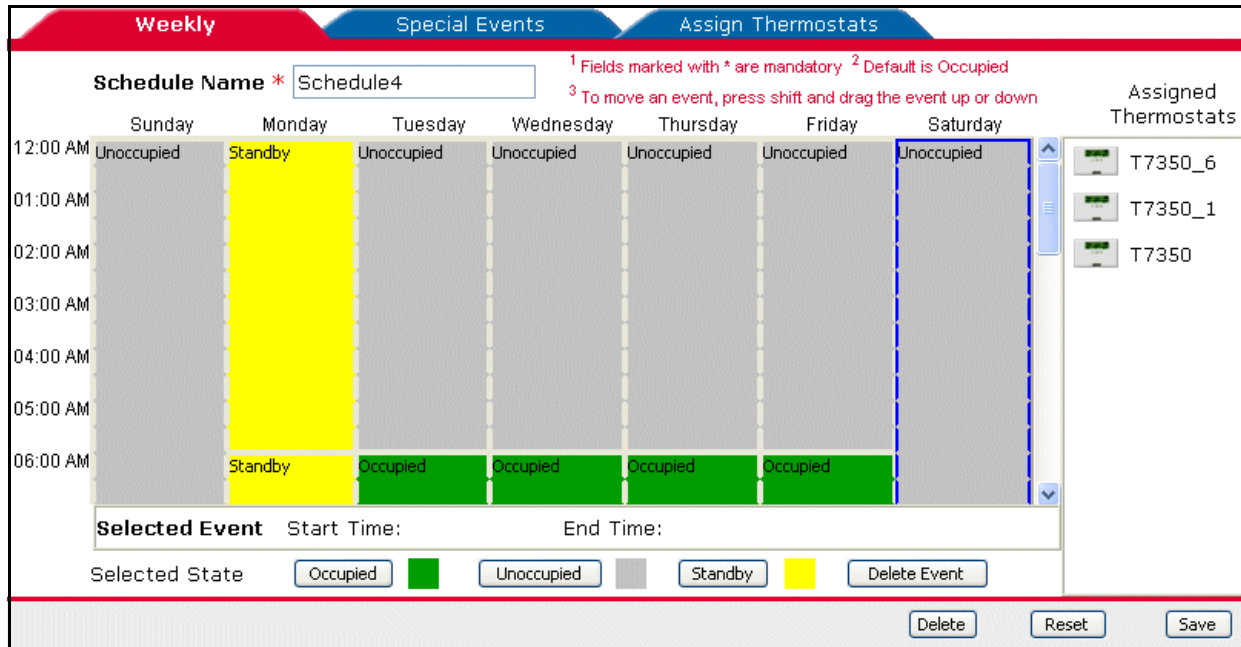 Weekly Special Events Assign Thermostats
Schedule Name * Schedule4
1 Fields marked with * are mandatory 2 Default is Occupied
3 To move an event, press shift and drag the event up or down
Assigned
Thermostats
Sunday Monday Tuesday Wednesday Thursday Friday Saturday
12:00 AM Unoccupied Standby Unoccupied Unoccupied Unoccupied Unoccupied Unoccupied
01:00 AM
02:00 AM
03:00 AM
04:00 AM
05:00 AM
06:00 AM Standby Occupied Occupied Occupied Occupied
T7350_6
T7350_1
T7350
Selected Event Start Time: End Time:
Selected State Occupied Unoccupied Standby Delete Event
Delete Reset Save